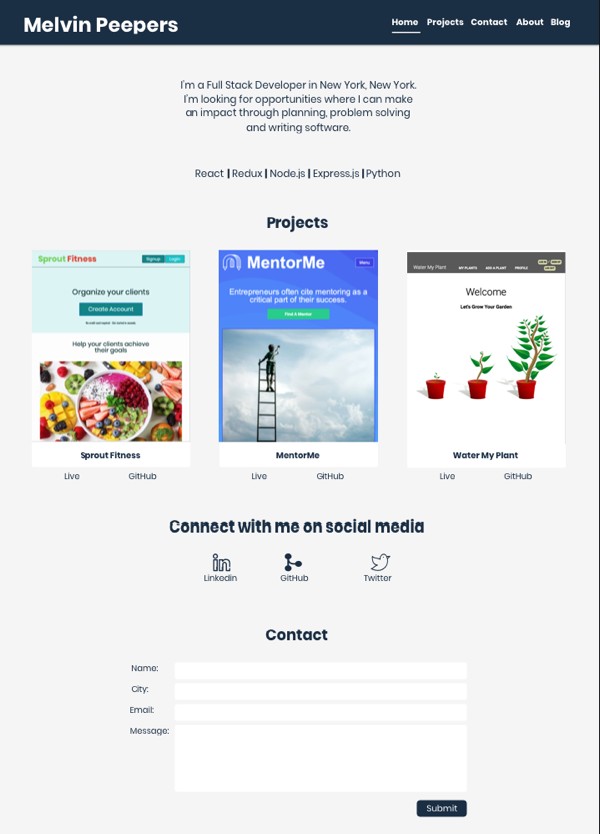 Melvin Peepers
Home Projects Contact About Blog
I'm a Full Stack Developer in New York, New York.
I'm looking for opportunities where I can make
an impact through planning, problem solving
and writing software.
React | Redux | Node.js | Express.js | Python
Projects
Sprout Fitness
Signup Login
Organize your clients
Create Account
Help your clients achieve
their goals
Sprout Fitness
Live GitHub
MentorMe
Menu
Entrepreneurs often cite mentoring as a
critical part of their success.
Find A Mentor
MentorMe
Live GitHub
Water My Plant
MY PLANTS ADD A PLANT PROFILE
Welcome
Let's Grow Your Garden
Water My Plant
Live GitHub
Connect with me on social media
in
Linkedin GitHub Twitter
Contact
Name:
City:
Email:
Message:
Submit